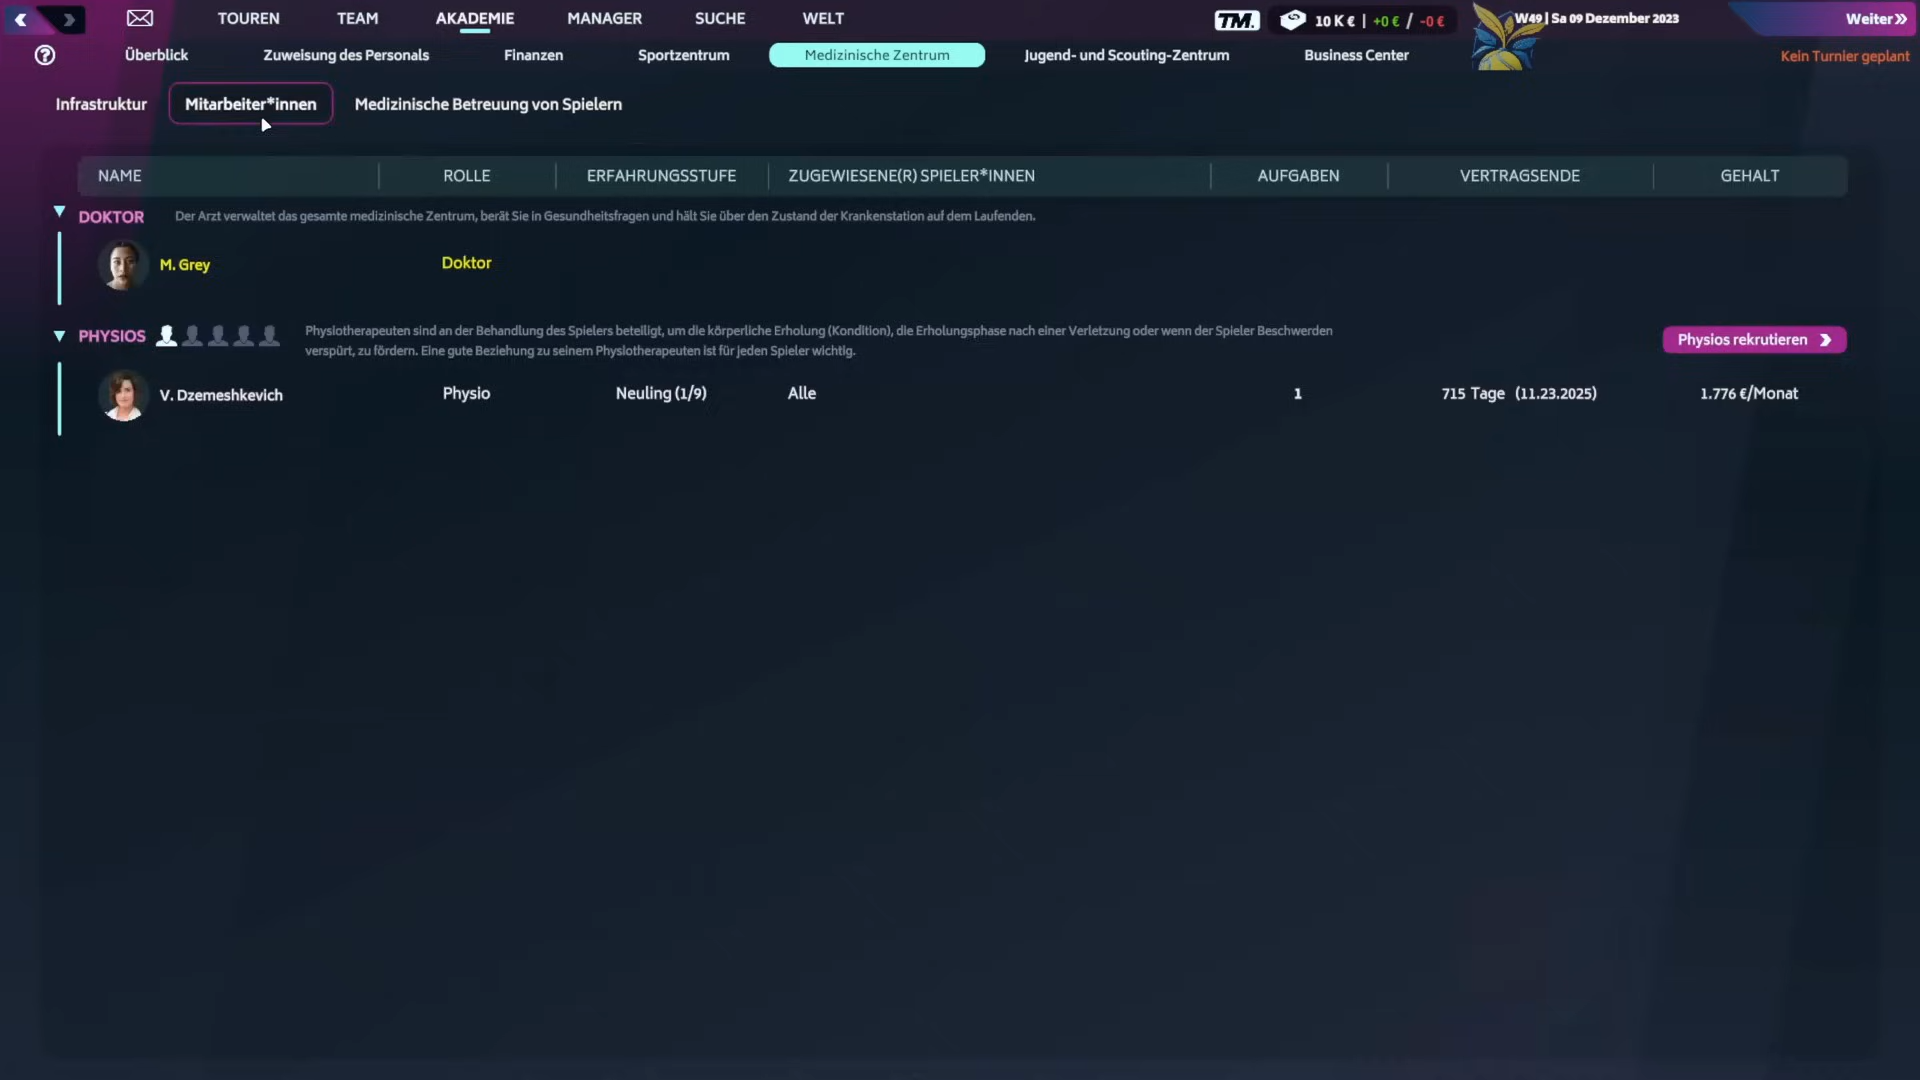 TOUREN TEAM AKADEMIE MANAGER SUCHE WELT TM. 10 K € | +0 € / -0 € W49 | Sa 09 Dezember 2023 Weiter
? Überblick Zuweisung des Personals Finanzen Sportzentrum Medizinische Zentrum Jugend- und Scouting-Zentrum Business Center Kein Turnier geplant
Infrastruktur Mitarbeiter*innen Medizinische Betreuung von Spielern
NAME ROLLE ERFAHRUNGSSTUFE ZUGEWIESENE(R) SPIELER*INNEN AUFGABEN VERTRAGSENDE GEHALT
DOKTOR Der Arzt verwaltet das gesamte medizinische Zentrum, berät Sie in Gesundheitsfragen und hält Sie über den Zustand der Krankenstation auf dem Laufenden.
M. Grey Doktor
PHYSIOS Physiotherapeuten sind an der Behandlung des Spielers beteiligt, um die körperliche Erholung (Kondition), die Erholungsphase nach einer Verletzung oder wenn der Spieler Beschwerden
verspürt, zu fördern. Eine gute Beziehung zu seinem Physiotherapeuten ist für jeden Spieler wichtig.
Physios rekrutieren
V. Dzemeshkevich Physio Neuling (1/9) Alle 1 715 Tage (11.23.2025) 1.776 €/Monat